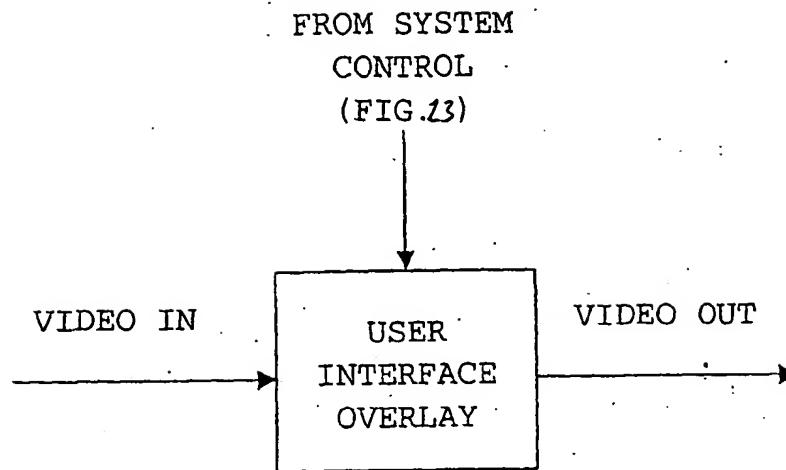 FROM SYSTEM
CONTROL
(FIG.23)
VIDEO IN
USER
INTERFACE
OVERLAY
VIDEO OUT